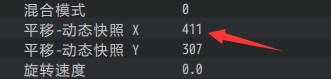 混合模式 0
平移-动态快照 X 411
平移-动态快照 Y 307
旋转速度 0.0